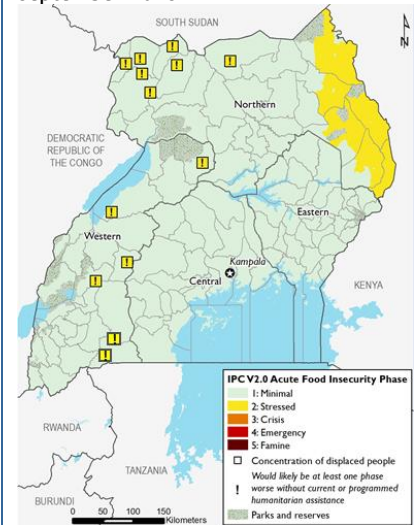 SOUTH SUDAN
N
Northern
DEMOCRATIC
REPUBLIC OF
THE CONGO
Eastern
Western
Kampala
Central
KENYA
IPC V2.0 Acute Food Insecurity Phase
1: Minimal
2: Stressed
3: Crisis
4: Emergency
5: Famine
Concentration of displaced people
Would likely be at least one phase
! worse without current or programmed
humanitarian assistance
Parks and reserves
RWANDA
TANZANIA
BURUNDI
0 25 50 100 150
Kilometers